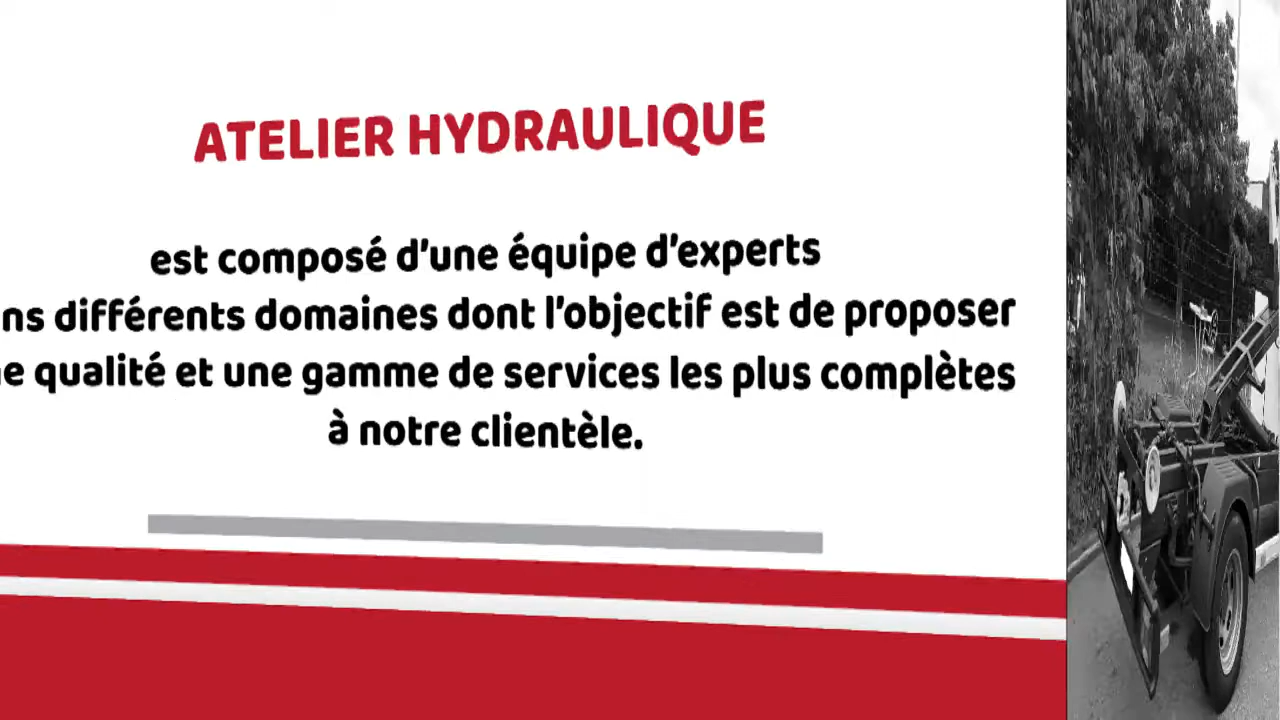 ATELIER HYDRAULIQUE
est composé d'une équipe d'experts
différents domaines dont l'objectif est de proposer
qualité et une gamme de services les plus complètes
à notre clientèle.